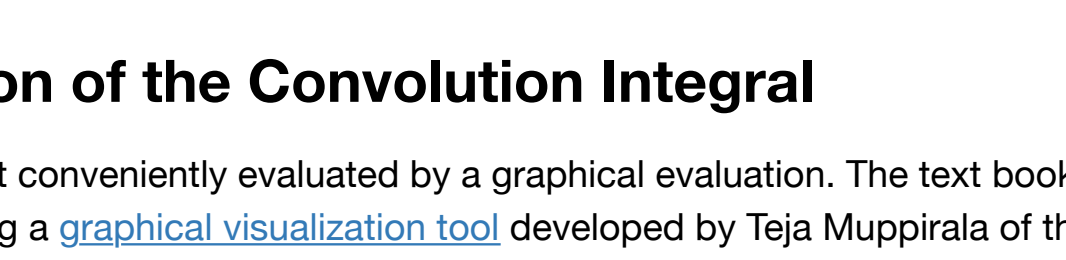 on of the Convolution Integral
t conveniently evaluated by a graphical evaluation. The text book
g a graphical visualization tool developed by Teja Muppirala of th